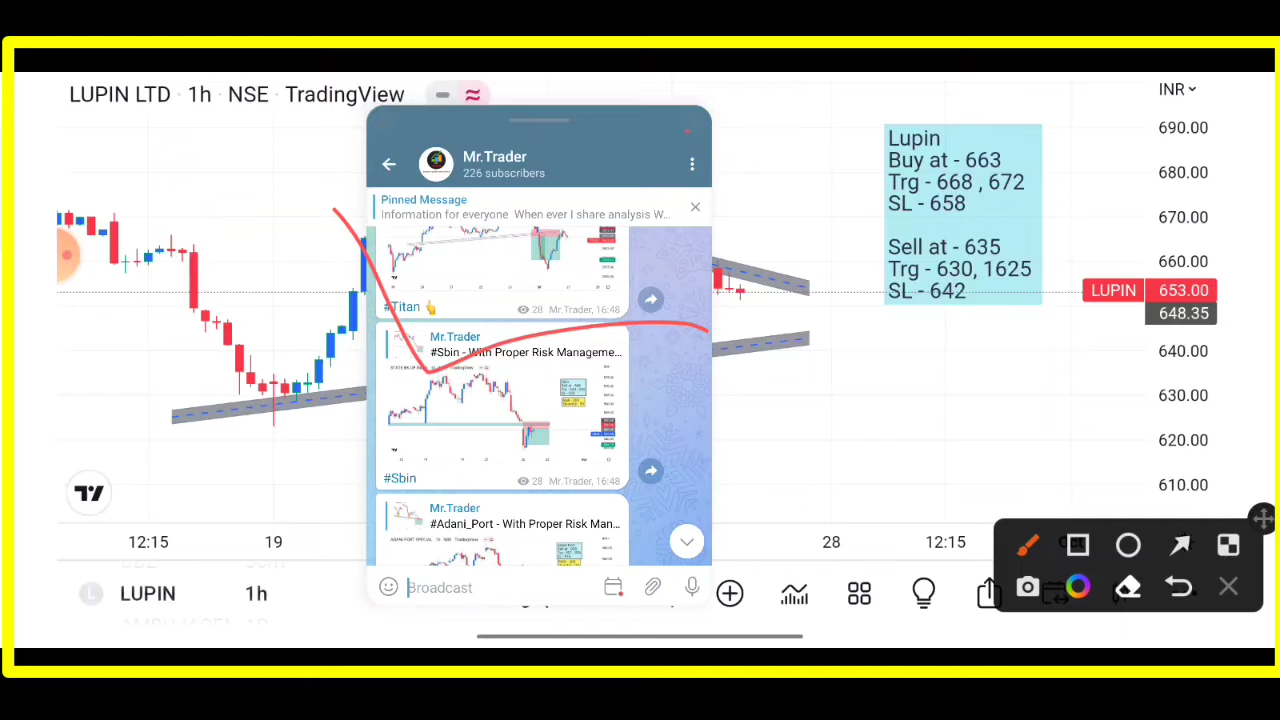 LUPIN LTD · 1h · NSE · TradingView
INR
690.00
680.00
670.00
660.00
LUPIN 653.00
648.35
640.00
630.00
620.00
610.00
Lupin
Buy at - 663
Trg - 668 , 672
SL - 658
Sell at - 635
Trg - 630, 1625
SL - 642
Mr.Trader
226 subscribers
Pinned Message
Information for everyone When ever I share analysis W...
#Titan 👆
28 Mr.Trader, 16:48
Mr.Trader
#Sbin - With Proper Risk Manageme...
#Sbin
28 Mr.Trader, 16:48
Mr.Trader
#Adani_Port - With Proper Risk Man...
Broadcast
12:15
19
28
12:15
L LUPIN 1h